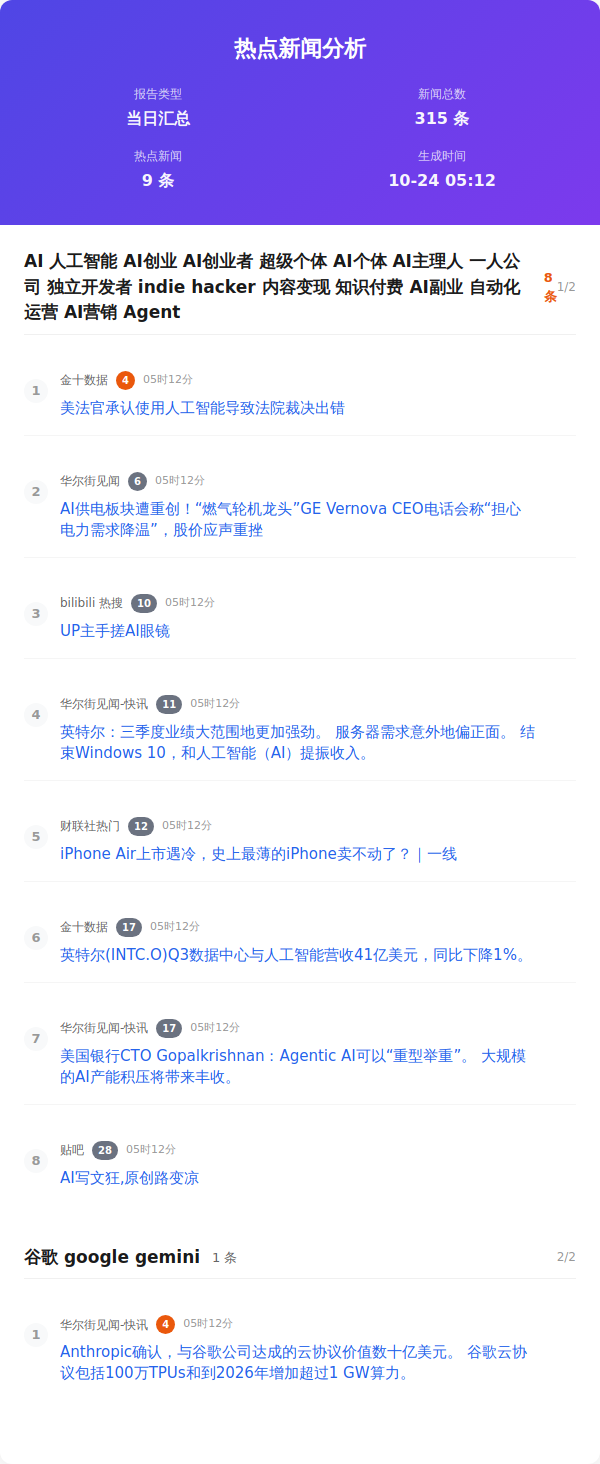 热点新闻分析
报告类型
新闻总数
当日汇总
315 条
热点新闻
生成时间
9 条
10-24 05:12
AI 人工智能 AI创业 AI创业者 超级个体 AI个体 AI主理人 一人公
司 独立开发者 indie hacker 内容变现 知识付费 AI副业 自动化
运营 AI营销 Agent
8
条
1/2
1
金十数据 4 05时12分
美法官承认使用人工智能导致法院裁决出错
2
华尔街见闻 6 05时12分
AI供电板块遭重创！“燃气轮机龙头”GE Vernova CEO电话会称“担心
电力需求降温”，股价应声重挫
3
bilibili 热搜 10 05时12分
UP主手搓AI眼镜
4
华尔街见闻-快讯 11 05时12分
英特尔：三季度业绩大范围地更加强劲。 服务器需求意外地偏正面。 结
束Windows 10，和人工智能（AI）提振收入。
5
财联社热门 12 05时12分
iPhone Air上市遇冷，史上最薄的iPhone卖不动了？｜一线
6
金十数据 17 05时12分
英特尔(INTC.O)Q3数据中心与人工智能营收41亿美元，同比下降1%。
7
华尔街见闻-快讯 17 05时12分
美国银行CTO Gopalkrishnan：Agentic AI可以“重型举重”。 大规模
的AI产能积压将带来丰收。
8
贴吧 28 05时12分
AI写文狂,原创路变凉
谷歌 google gemini 1 条 2/2
1
华尔街见闻-快讯 4 05时12分
Anthropic确认，与谷歌公司达成的云协议价值数十亿美元。 谷歌云协
议包括100万TPUs和到2026年增加超过1 GW算力。